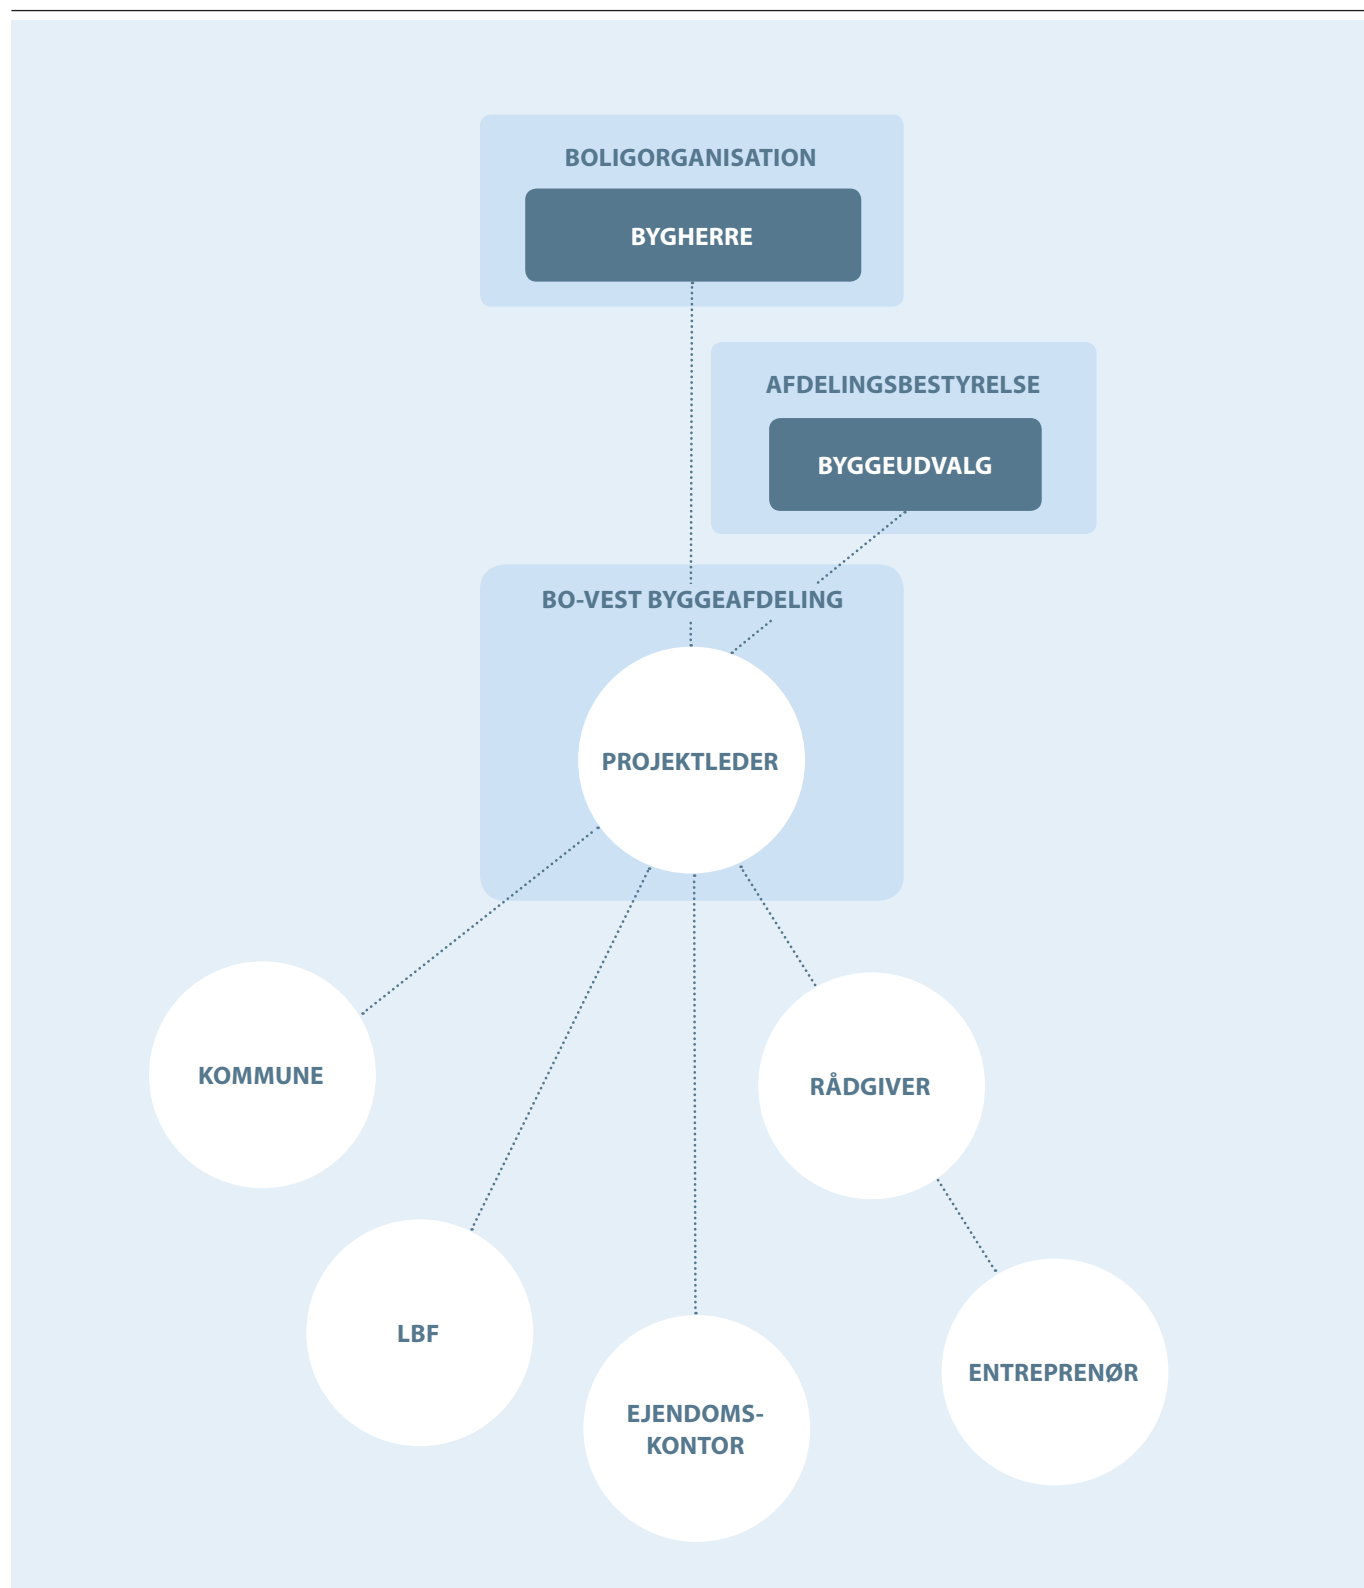 BOLIGORGANISATION
BYGHERRE
AFDELINGSBESTYRELSE
BYGGEUDVALG
BO-VEST BYGGEAFDELING
PROJEKTLEDER
KOMMUNE
RÅDGIVER
LBF
ENTREPRENØR
EJENDOMS-
KONTOR